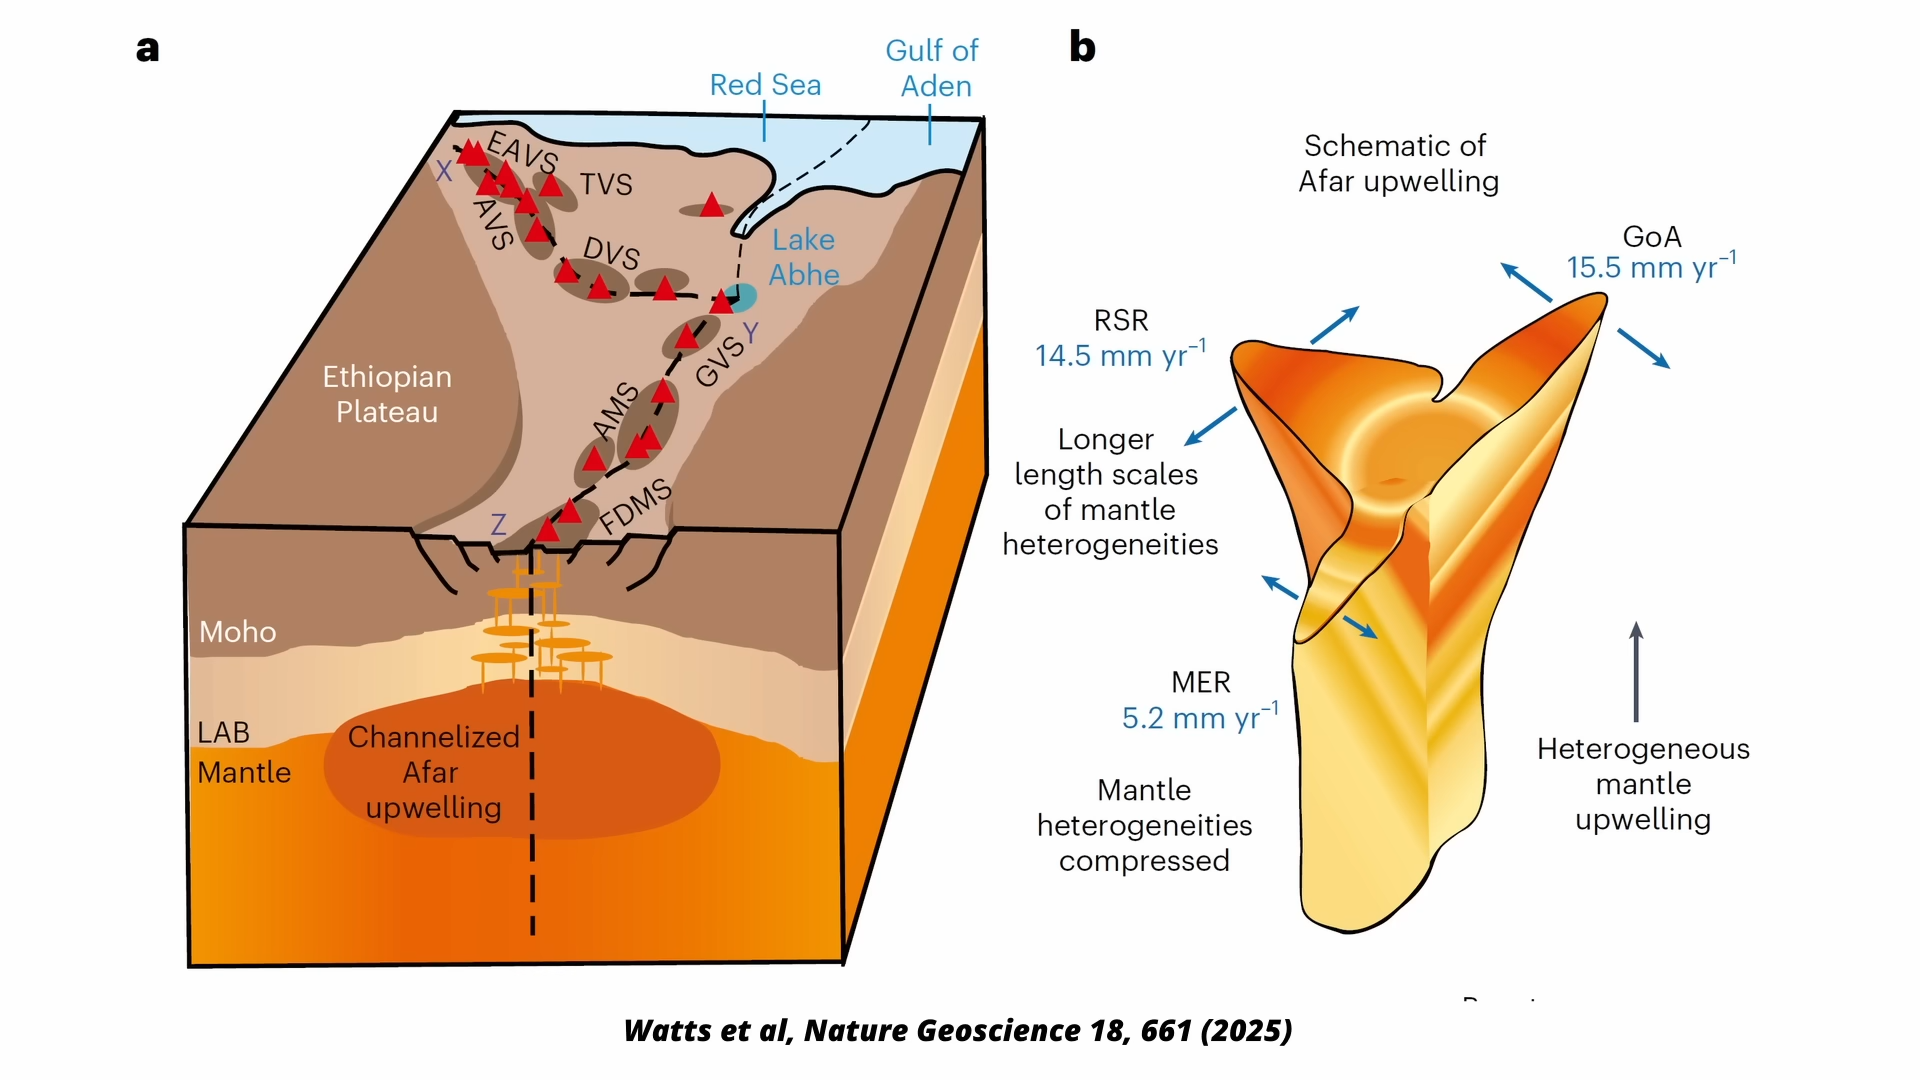 a
b
Red Sea
Gulf of
Aden
X
EAVS
TVS
AVS
DVS
Lake
Abhe
Y
GVS
AMS
FDMS
Z
Ethiopian
Plateau
Moho
LAB
Mantle
Channelized
Afar
upwelling
Schematic of
Afar upwelling
GoA
15.5 mm yr⁻¹
RSR
14.5 mm yr⁻¹
Longer
length scales
of mantle
heterogeneities
MER
5.2 mm yr⁻¹
Mantle
heterogeneities
compressed
Heterogeneous
mantle
upwelling
Watts et al, Nature Geoscience 18, 661 (2025)